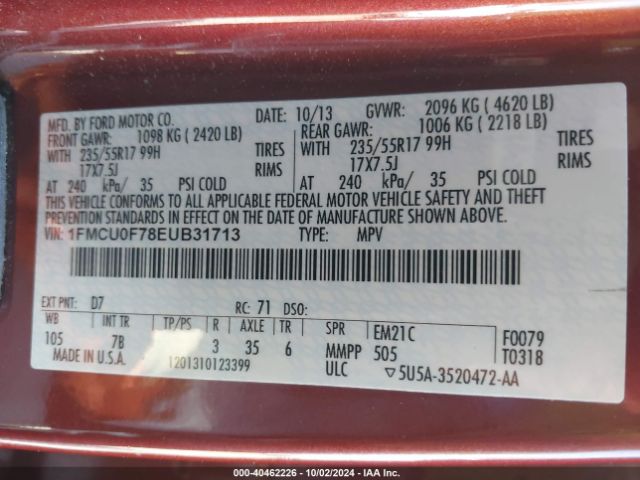 MFD. BY FORD MOTOR CO. DATE: 10/13 GVWR: 2096 KG ( 4620 LB)
FRONT GAWR: 1098 KG ( 2420 LB) REAR GAWR: 1006 KG ( 2218 LB)
WITH 235/55R17 99H TIRES WITH 235/55R17 99H TIRES
17X7.5J RIMS 17X7.5J RIMS
AT 240 kPa/ 35 PSI COLD AT 240 kPa/ 35 PSI COLD
THIS VEHICLE CONFORMS TO ALL APPLICABLE FEDERAL MOTOR VEHICLE SAFETY AND THEFT
PREVENTION STANDARDS IN EFFECT ON THE DATE OF MANUFACTURE SHOWN ABOVE.
VIN: 1FMCU0F78EUB31713 TYPE: MPV
EXT PNT: D7 RC: 71 DSO:
WB INT TR TP/PS R AXLE TR SPR EM21C F0079
105 7B 3 35 6 MMPP 505 T0318
MADE IN U.S.A. 1201310123399 ULC ▽5U5A-3520472-AA
000-40462226 - 10/02/2024 - IAA Inc.